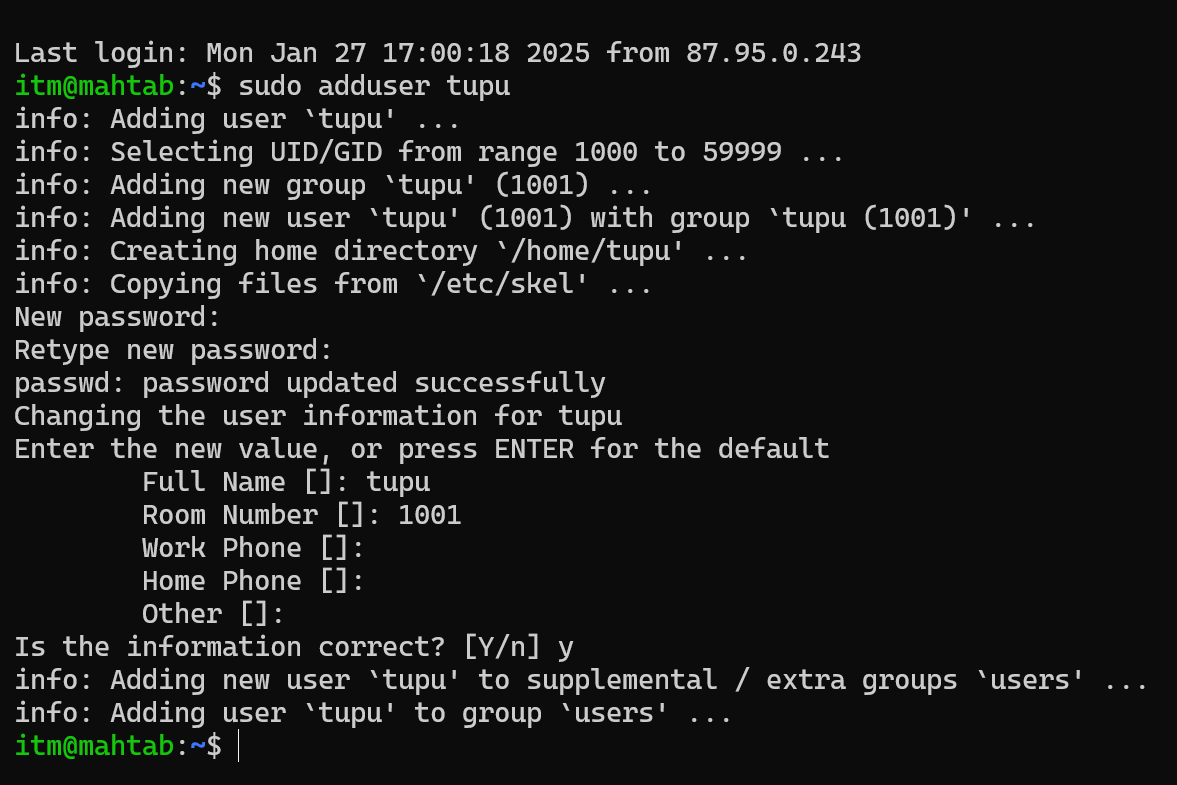 Last login: Mon Jan 27 17:00:18 2025 from 87.95.0.243
itm@mahtab:~$ sudo adduser tupu
info: Adding user `tupu' ...
info: Selecting UID/GID from range 1000 to 59999 ...
info: Adding new group `tupu' (1001) ...
info: Adding new user `tupu' (1001) with group `tupu (1001)' ...
info: Creating home directory `/home/tupu' ...
info: Copying files from `/etc/skel' ...
New password:
Retype new password:
passwd: password updated successfully
Changing the user information for tupu
Enter the new value, or press ENTER for the default
        Full Name []: tupu
        Room Number []: 1001
        Work Phone []:
        Home Phone []:
        Other []:
Is the information correct? [Y/n] y
info: Adding new user `tupu' to supplemental / extra groups `users' ...
info: Adding user `tupu' to group `users' ...
itm@mahtab:~$